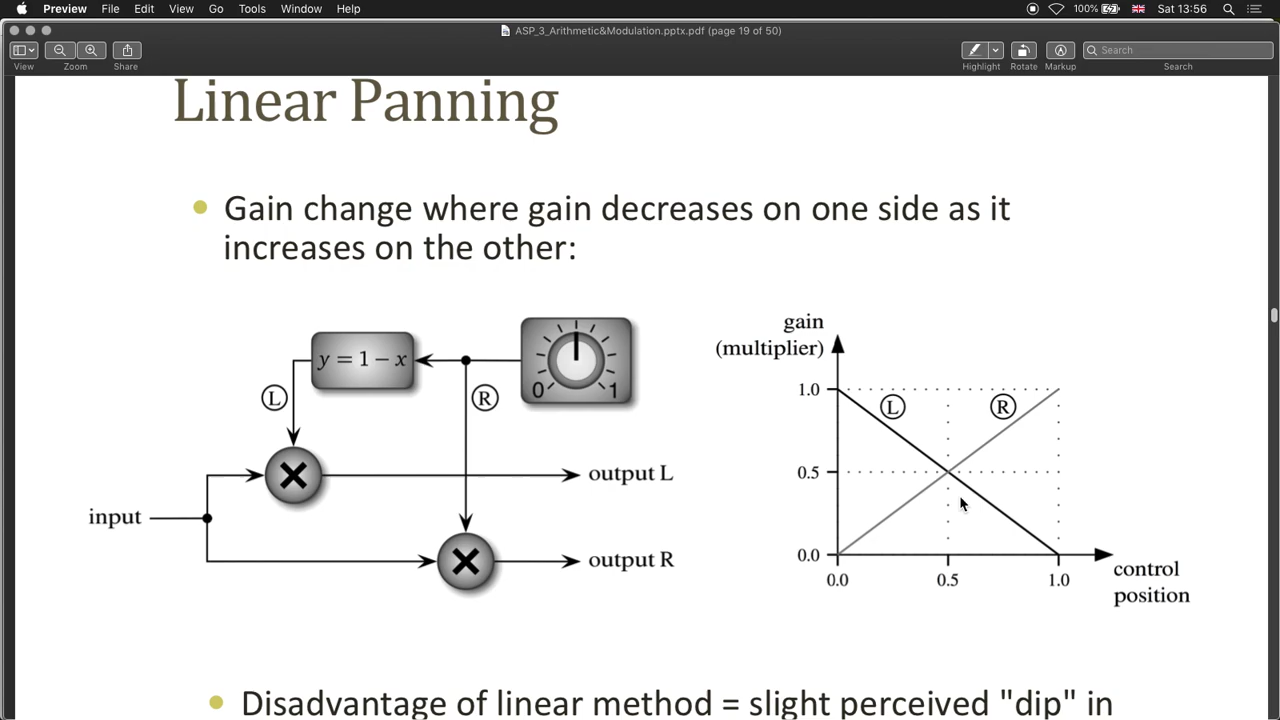 Preview File Edit View Go Tools Window Help 100% Sat 13:56
ASP_3_Arithmetic&Modulation.pptx.pdf (page 19 of 50)
Search
View Zoom Share Highlight Rotate Markup Search
Linear Panning
Gain change where gain decreases on one side as it
increases on the other:
y = 1 − x
0 1
L
R
output L
input
output R
gain
(multiplier)
1.0
L R
0.5
0.0
0.0 0.5 1.0
control
position
Disadvantage of linear method = slight perceived "dip" in